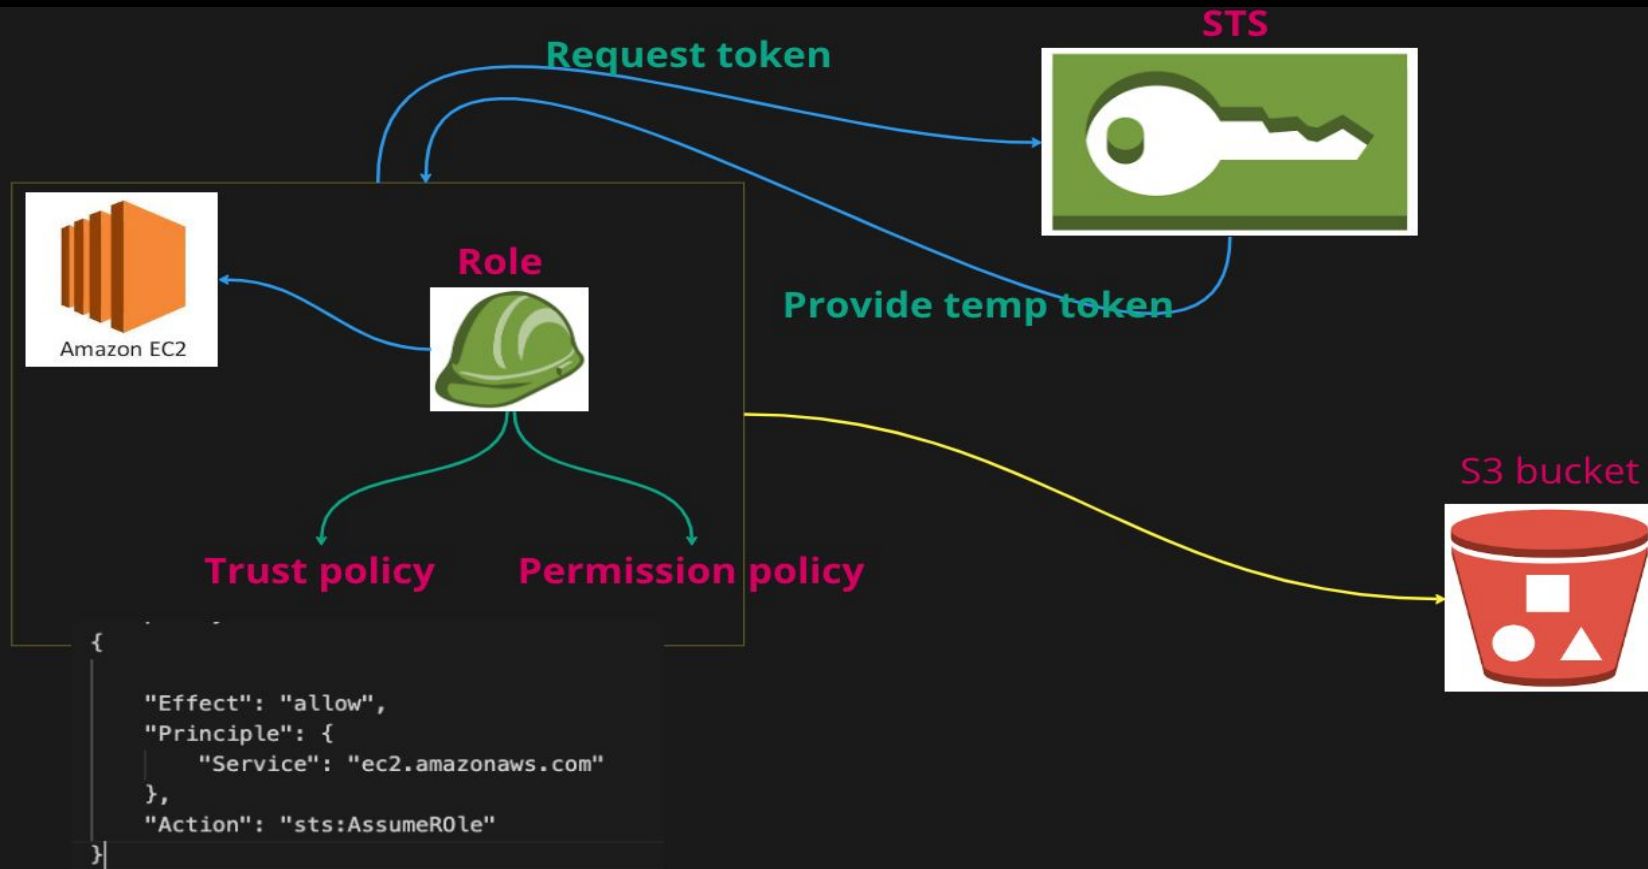 STS
Request token
Role
Provide temp token
Amazon EC2
S3 bucket
Trust policy
Permission policy
{
"Effect": "allow",
"Principle": {
"Service": "ec2.amazonaws.com"
},
"Action": "sts:AssumeROle"
}